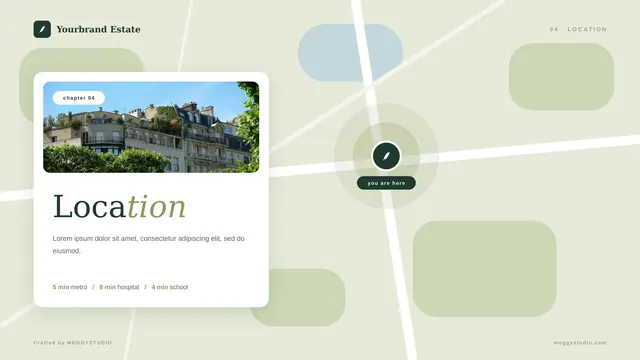 Yourbrand Estate
04 LOCATION
chapter 04
Location
Lorem ipsum dolor sit amet, consectetur adipiscing elit, sed do
eiusmod.
5 min metro / 8 min hospital / 4 min school
you are here
Crafted by MEGGYSTUDIO
meggystudio.com